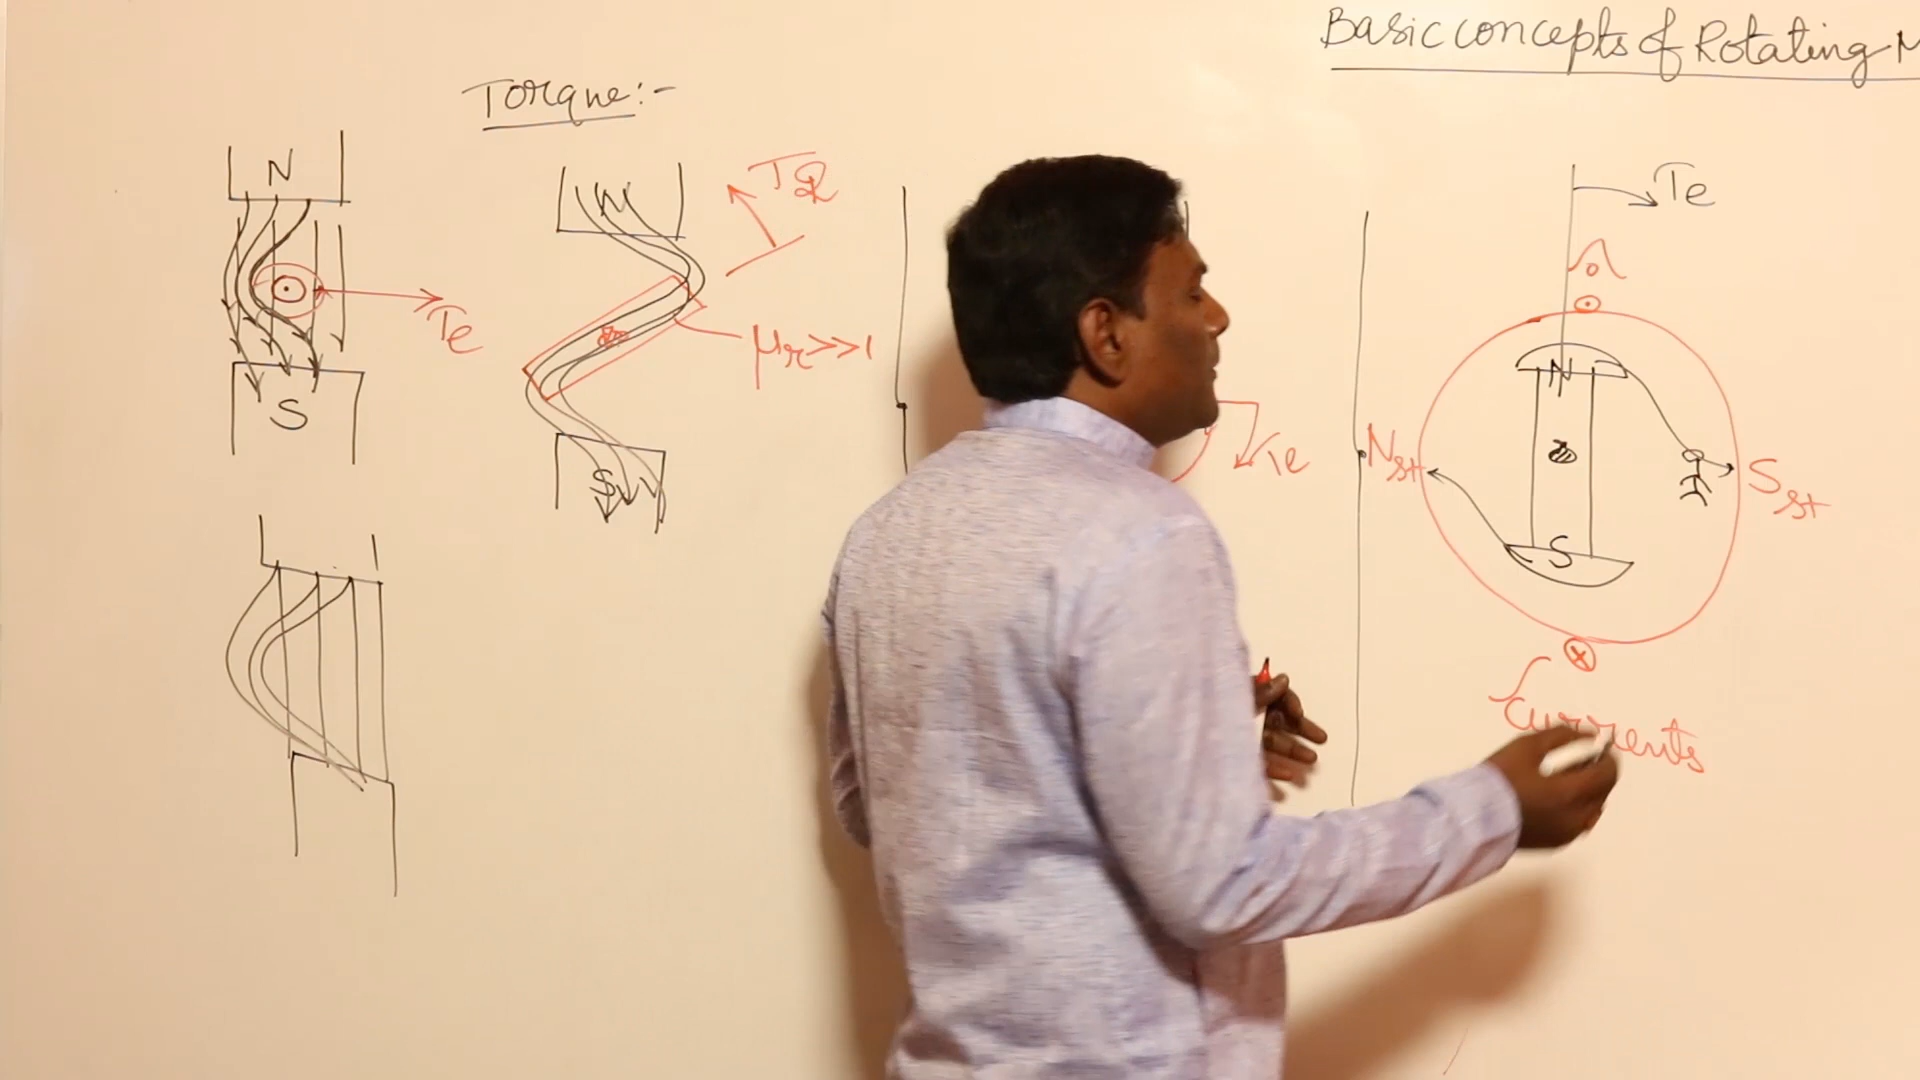 Basic concepts of Rotating M
Torque:-
N
Te
S
N
TR
μr>>1
S
Te
Te
N
Nst
Sst
S
currents